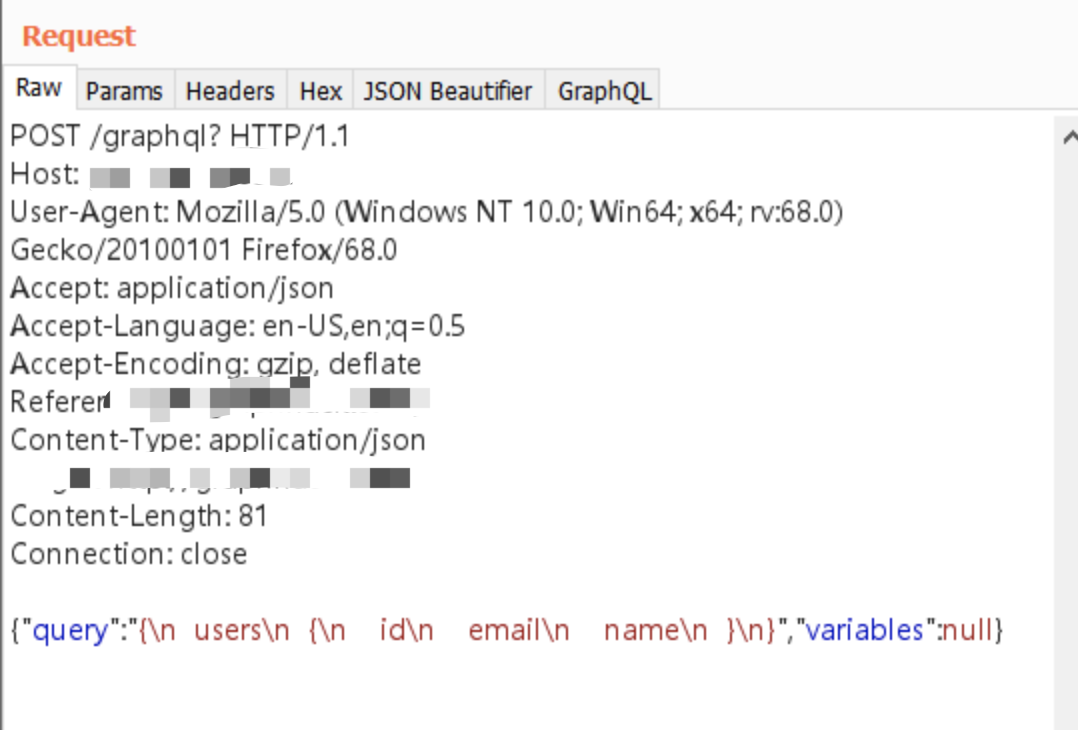 Request
Raw Params Headers Hex JSON Beautifier GraphQL
POST /graphql? HTTP/1.1
Host:
User-Agent: Mozilla/5.0 (Windows NT 10.0; Win64; x64; rv:68.0)
Gecko/20100101 Firefox/68.0
Accept: application/json
Accept-Language: en-US,en;q=0.5
Accept-Encoding: gzip, deflate
Referer
Content-Type: application/json
Content-Length: 81
Connection: close
{"query":"{\n  users\n  {\n    id\n    email\n    name\n  }\n}","variables":null}